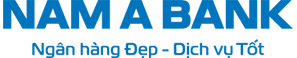 NAM A BANK
Ngân hàng Đẹp - Dịch vụ Tốt